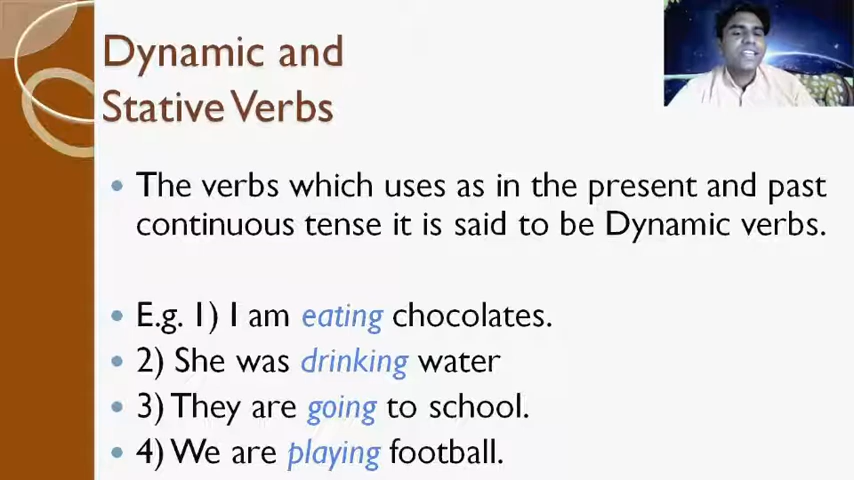 Dynamic and
Stative Verbs
The verbs which uses as in the present and past
continuous tense it is said to be Dynamic verbs.
E.g. 1) I am eating chocolates.
2) She was drinking water
3) They are going to school.
4) We are playing football.